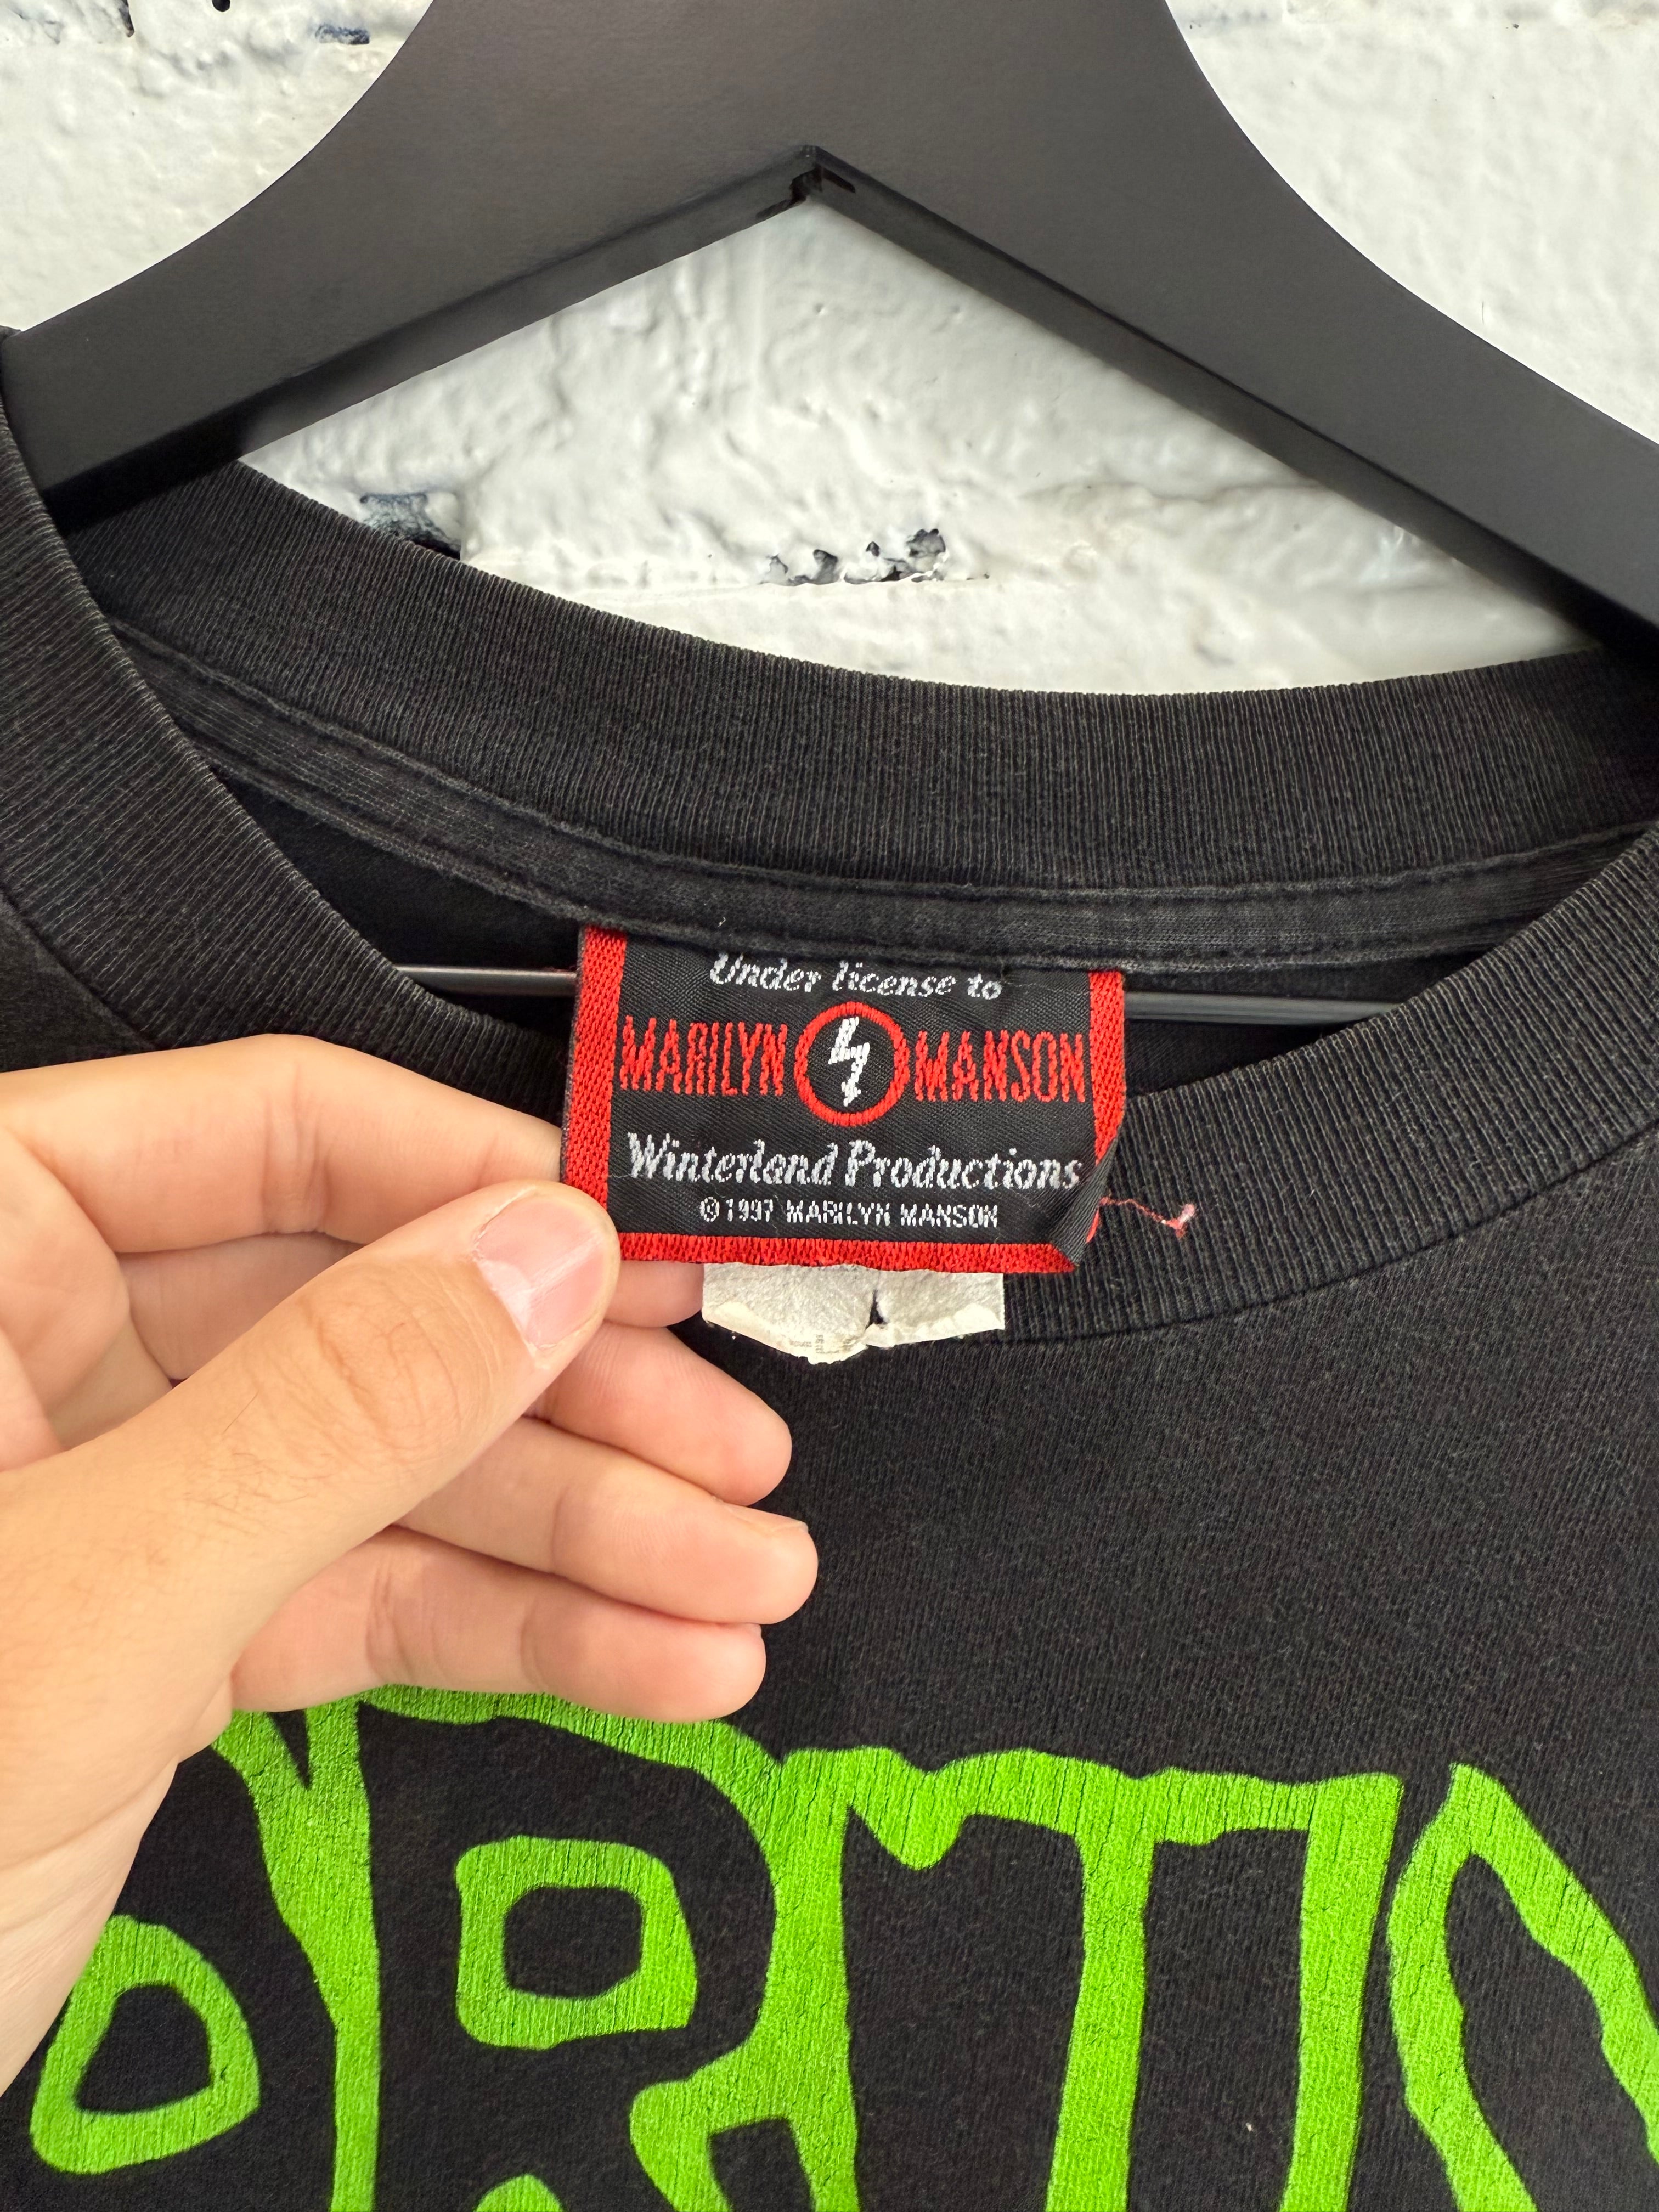 Under license to
MARILYN MANSON
Winterland Productions
©1997 MARILYN MANSON